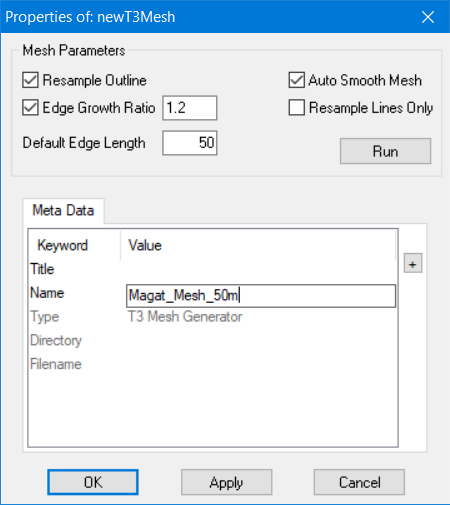 Properties of: newT3Mesh
Mesh Parameters
Resample Outline
Auto Smooth Mesh
Edge Growth Ratio 1.2
Resample Lines Only
Default Edge Length 50
Run
Meta Data
Keyword Value
Title
+
Name Magat_Mesh_50m
Type T3 Mesh Generator
Directory
Filename
OK Apply Cancel